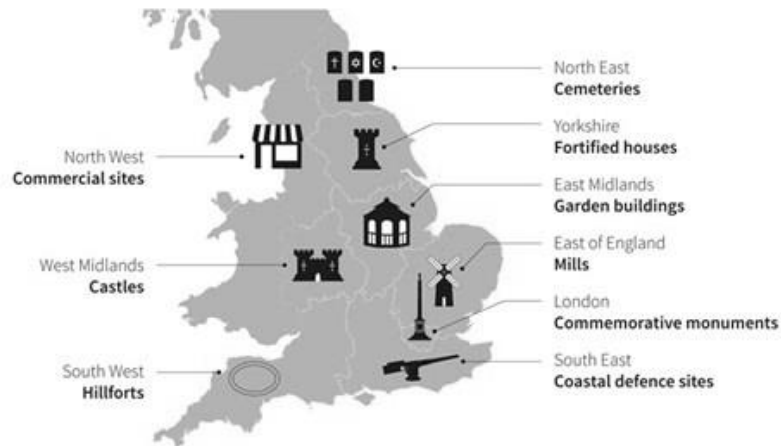 North East
Cemeteries
Yorkshire
Fortified houses
North West
Commercial sites
East Midlands
Garden buildings
East of England
Mills
West Midlands
Castles
London
Commemorative monuments
South East
Coastal defence sites
South West
Hillforts